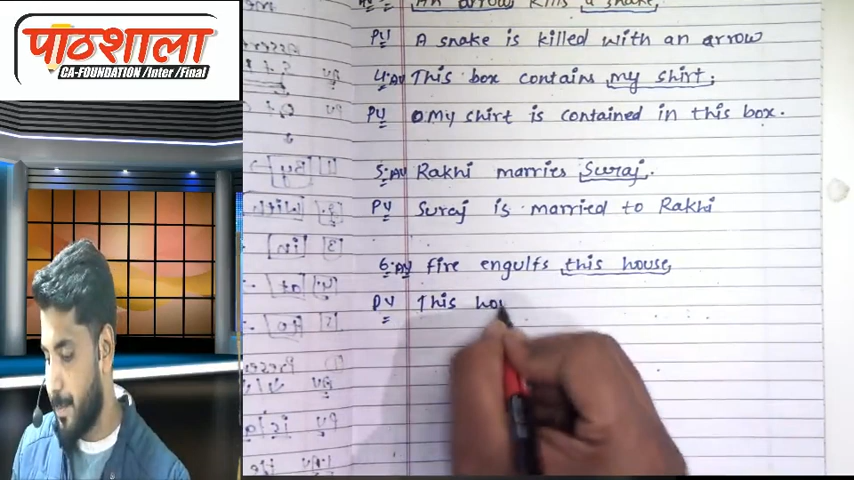 पाठशाला
CA-FOUNDATION /Inter /Final
An arrow kills a snake.
PV A snake is killed with an arrow
4. AV This box contains my shirt.
PV My shirt is contained in this box.
5. AV Rakhi marries Suraj.
PV Suraj is married to Rakhi
6. AV fire engulfs this house,
PV This hou